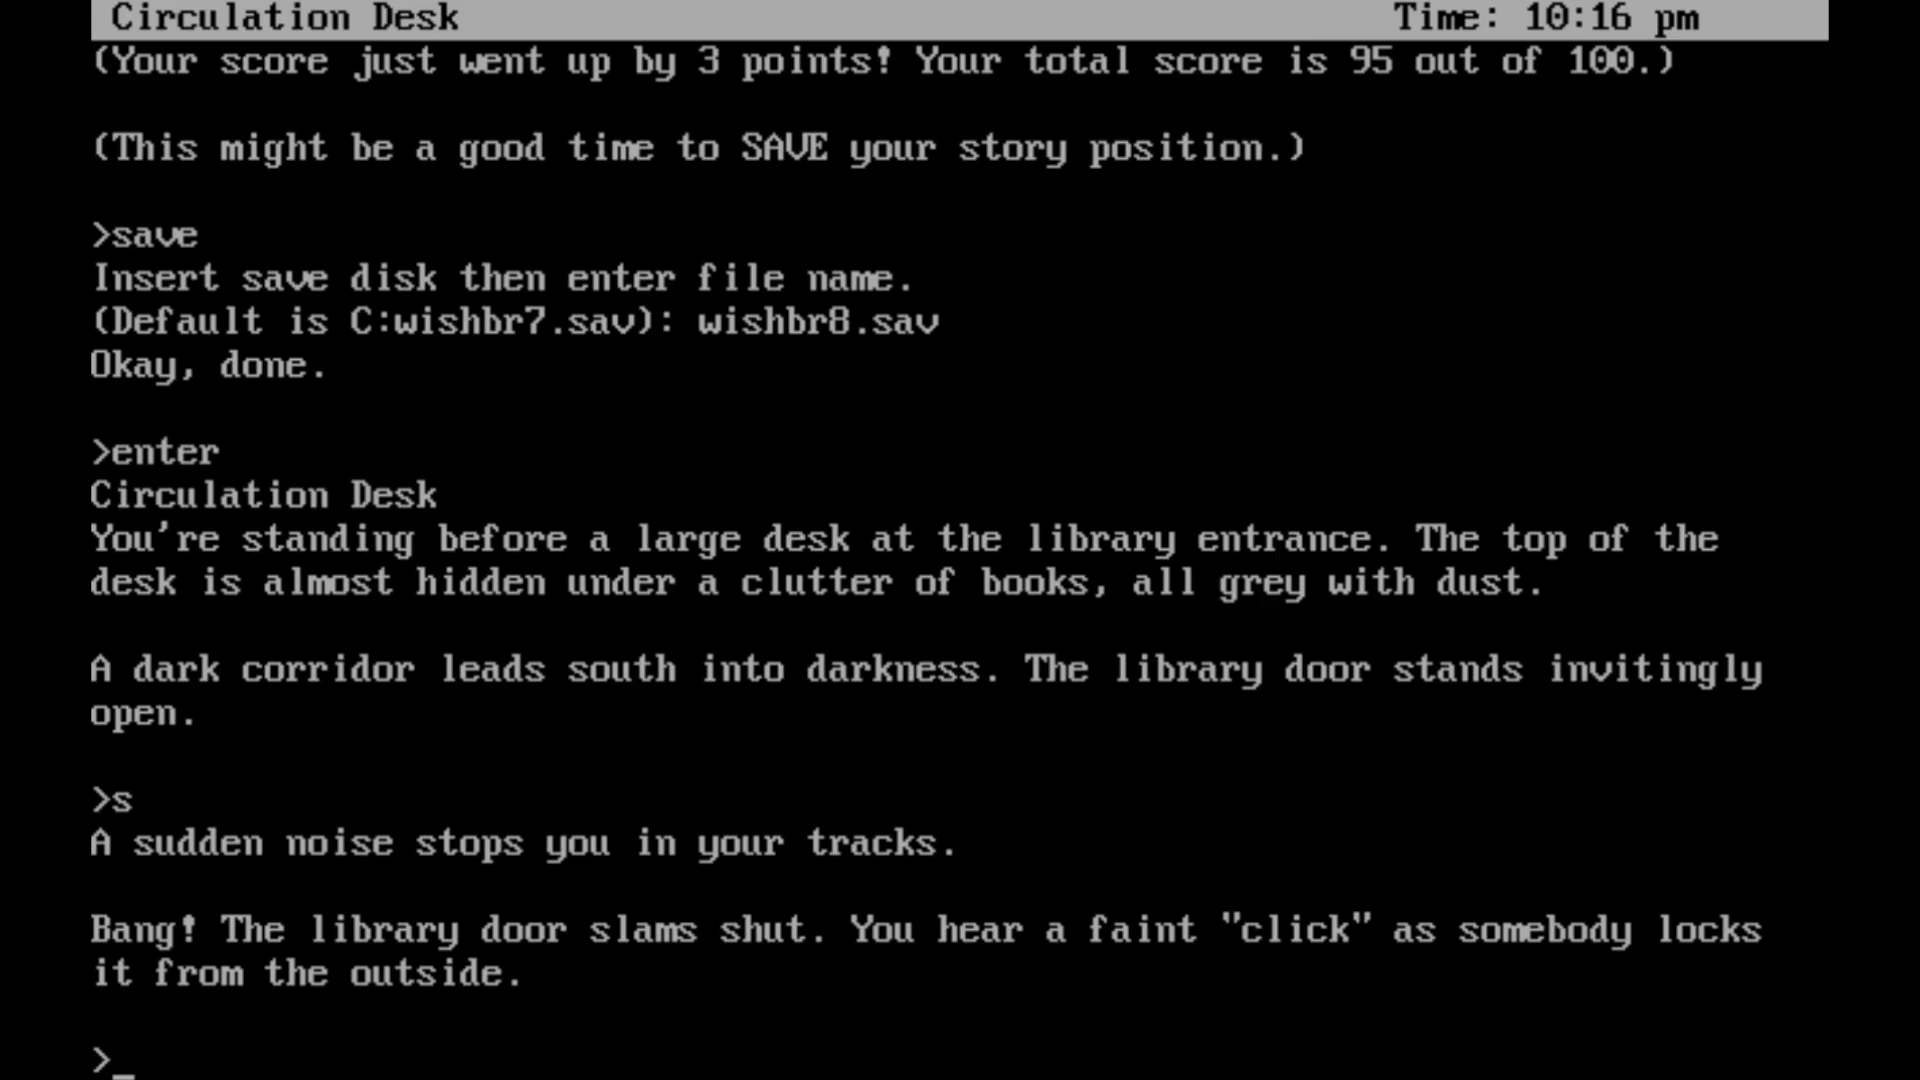 Circulation Desk Time: 10:16 pm
(Your score just went up by 3 points! Your total score is 95 out of 100.)
(This might be a good time to SAVE your story position.)
>save
Insert save disk then enter file name.
(Default is C:wishbr7.sav): wishbr8.sav
Okay, done.
>enter
Circulation Desk
You're standing before a large desk at the library entrance. The top of the
desk is almost hidden under a clutter of books, all grey with dust.
A dark corridor leads south into darkness. The library door stands invitingly
open.
>s
A sudden noise stops you in your tracks.
Bang! The library door slams shut. You hear a faint "click" as somebody locks
it from the outside.
>_